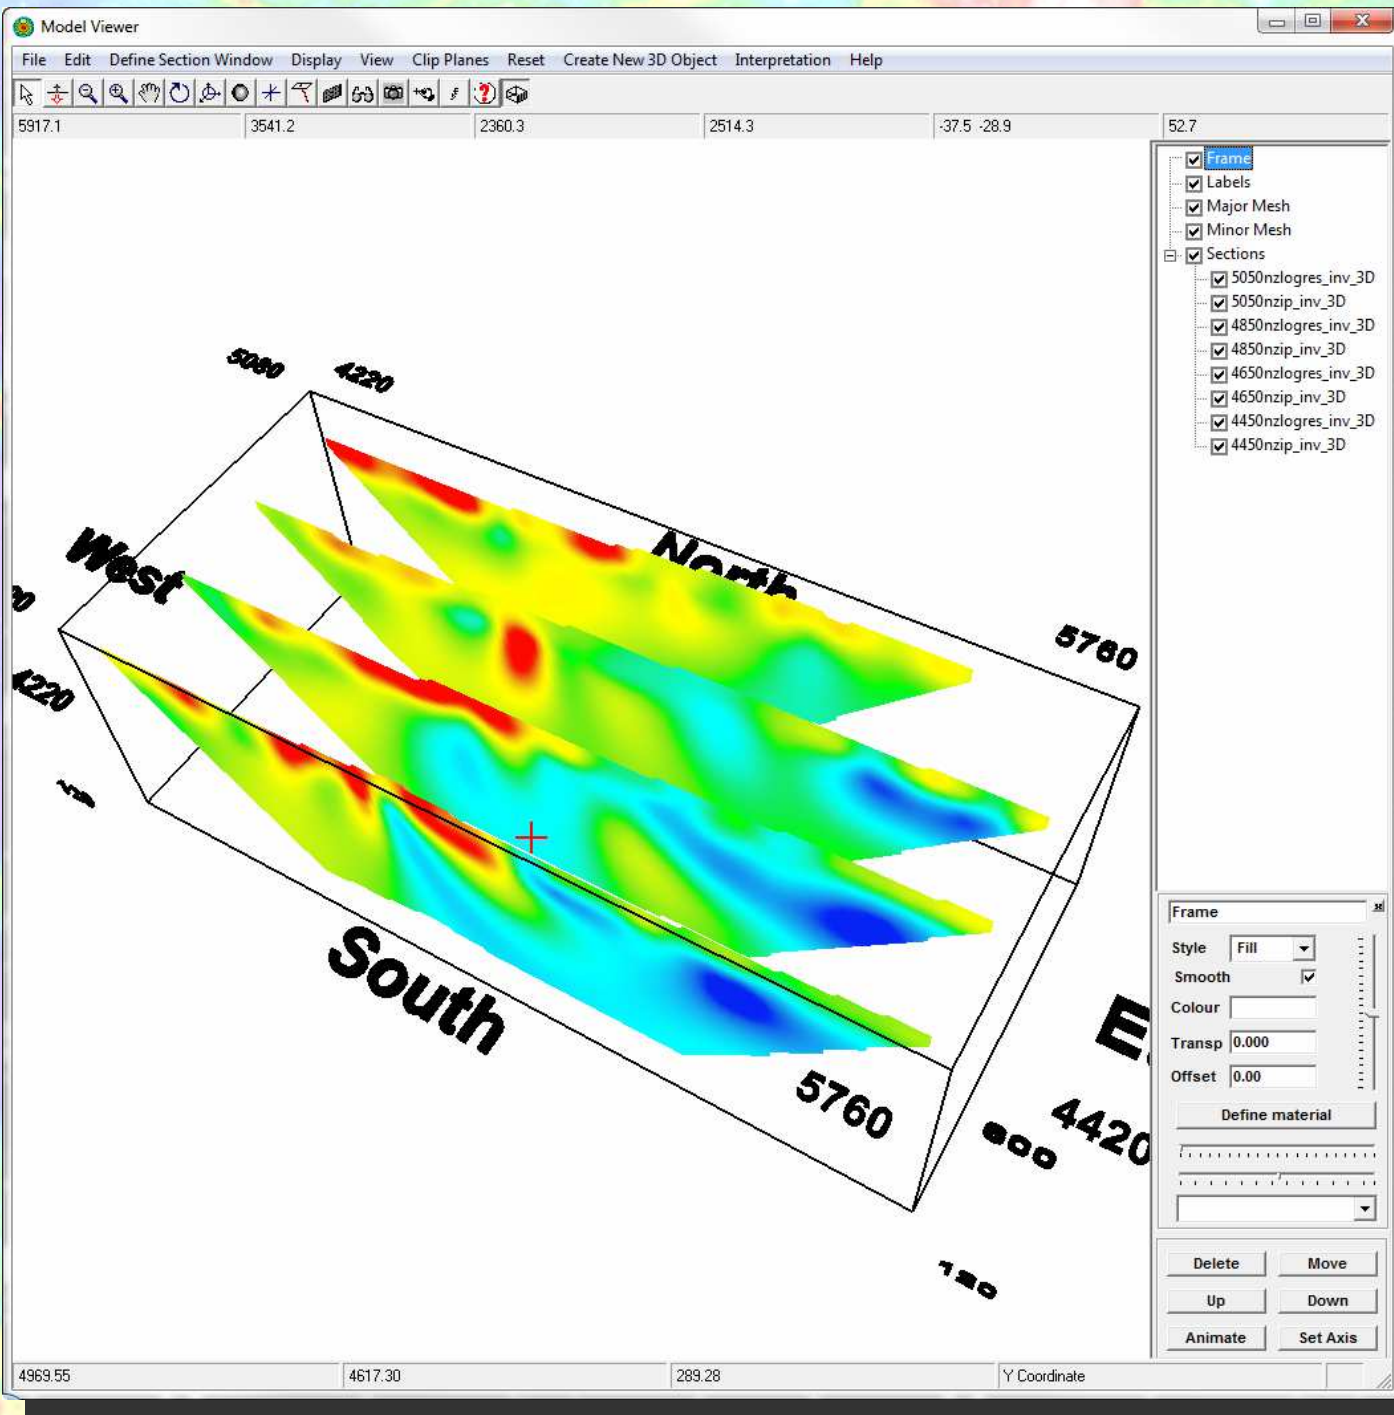 Model Viewer
File Edit Define Section Window Display View Clip Planes Reset Create New 3D Object Interpretation Help
5917.1 3541.2 2360.3 2514.3 -37.5 -28.9 52.7
Frame
Labels
Major Mesh
Minor Mesh
Sections
5050nzlogres_inv_3D
5050nzip_inv_3D
4850nzlogres_inv_3D
4850nzip_inv_3D
4650nzlogres_inv_3D
4650nzip_inv_3D
4450nzlogres_inv_3D
4450nzip_inv_3D
5080 4220
West
North
5760
4220
South
5760
4420
600
120
Frame
Style Fill
Smooth
Colour
Transp 0.000
Offset 0.00
Define material
Delete Move
Up Down
Animate Set Axis
4969.55 4617.30 289.28 Y Coordinate